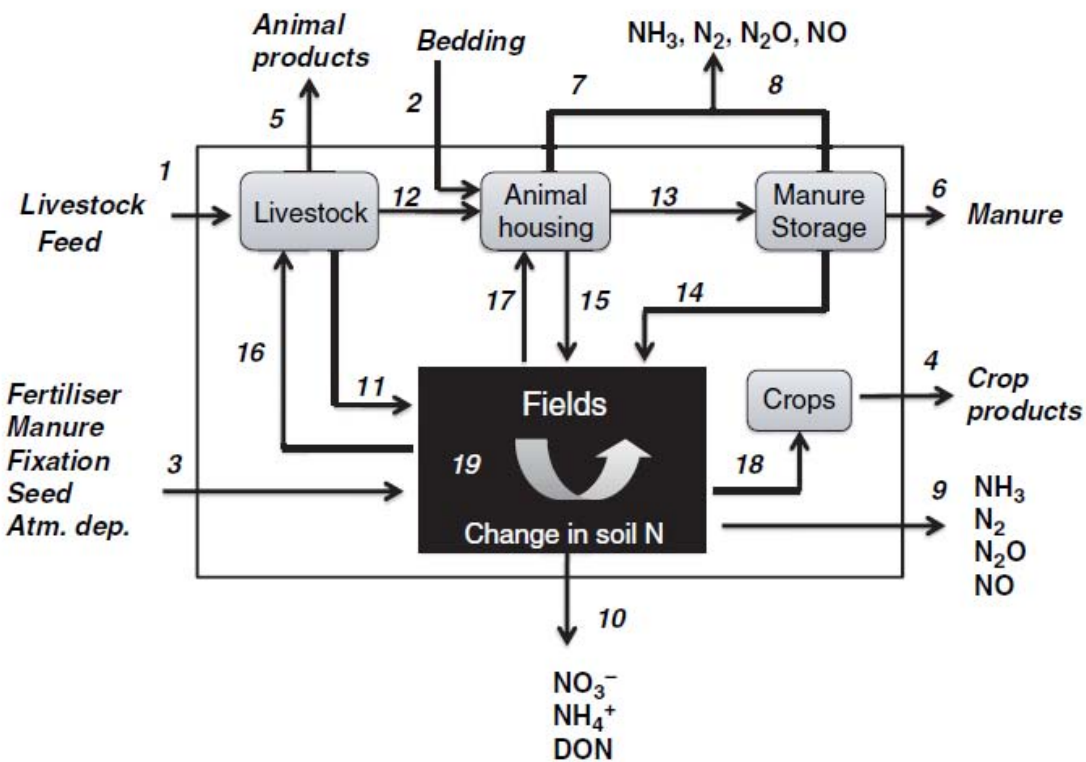 Animal
products
Bedding
NH₃, N₂, N₂O, NO
5
2
7
8
1
Livestock
Feed
Livestock
12
Animal
housing
13
Manure
Storage
6
Manure
16
11
17
15
14
4
Crop
products
Fertiliser
Manure
Fixation
Seed
Atm. dep.
3
Fields
19
Change in soil N
Crops
18
9
NH₃
N₂
N₂O
NO
10
NO₃⁻
NH₄⁺
DON